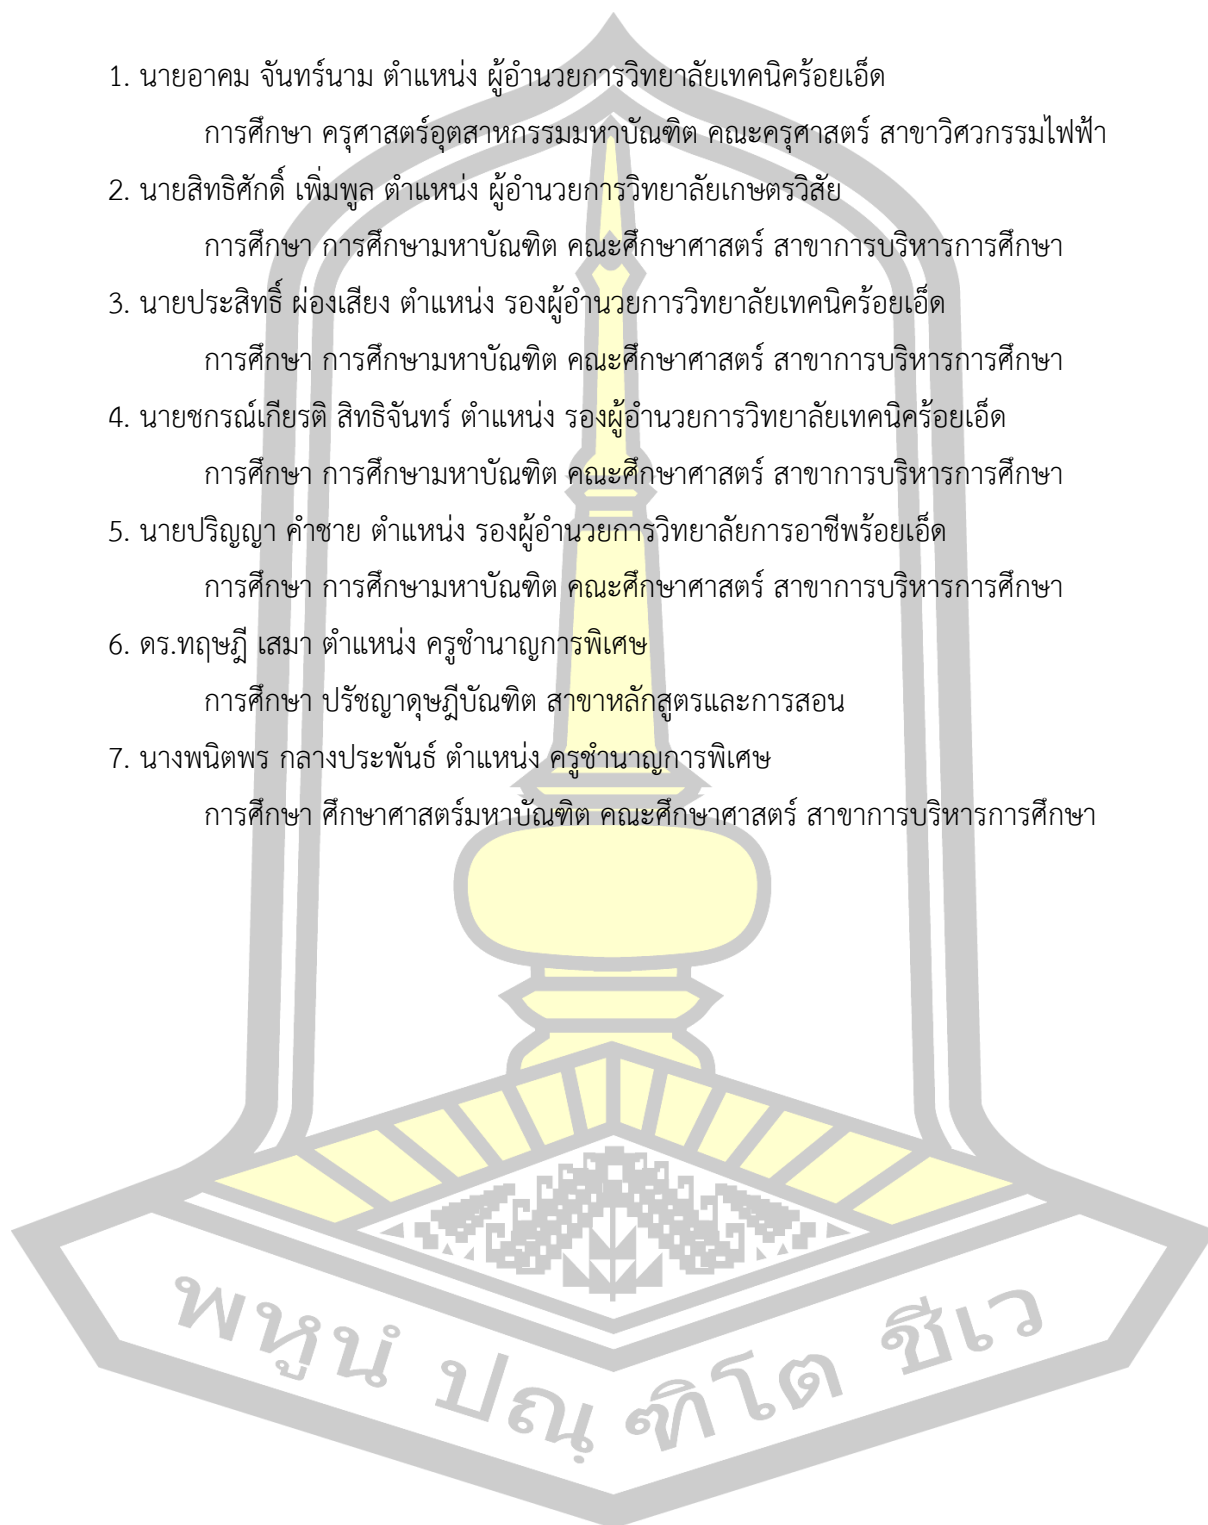 1. นายอาคม จันทร์นาม ตำแหน่ง ผู้อำนวยการวิทยาลัยเทคนิคร้อยเอ็ด
การศึกษา ครุศาสตร์อุตสาหกรรมมหาบัณฑิต คณะครุศาสตร์ สาขาวิศวกรรมไฟฟ้า
2. นายสิทธิศักดิ์ เพิ่มพูล ตำแหน่ง ผู้อำนวยการวิทยาลัยเกษตรวิสัย
การศึกษา การศึกษามหาบัณฑิต คณะศึกษาศาสตร์ สาขาการบริหารการศึกษา
3. นายประสิทธิ์ ผ่องเสียง ตำแหน่ง รองผู้อำนวยการวิทยาลัยเทคนิคร้อยเอ็ด
การศึกษา การศึกษามหาบัณฑิต คณะศึกษาศาสตร์ สาขาการบริหารการศึกษา
4. นายชกรณ์เกียรติ สิทธิจันทร์ ตำแหน่ง รองผู้อำนวยการวิทยาลัยเทคนิคร้อยเอ็ด
การศึกษา การศึกษามหาบัณฑิต คณะศึกษาศาสตร์ สาขาการบริหารการศึกษา
5. นายปริญญา คำชาย ตำแหน่ง รองผู้อำนวยการวิทยาลัยการอาชีพร้อยเอ็ด
การศึกษา การศึกษามหาบัณฑิต คณะศึกษาศาสตร์ สาขาการบริหารการศึกษา
6. ดร.ทฤษฎี เสมา ตำแหน่ง ครูชำนาญการพิเศษ
การศึกษา ปรัชญาดุษฎีบัณฑิต สาขาหลักสูตรและการสอน
7. นางพนิตพร กลางประพันธ์ ตำแหน่ง ครูชำนาญการพิเศษ
การศึกษา ศึกษาศาสตร์มหาบัณฑิต คณะศึกษาศาสตร์ สาขาการบริหารการศึกษา
พหูนํ ปณฺ ฑิโต ชีเว